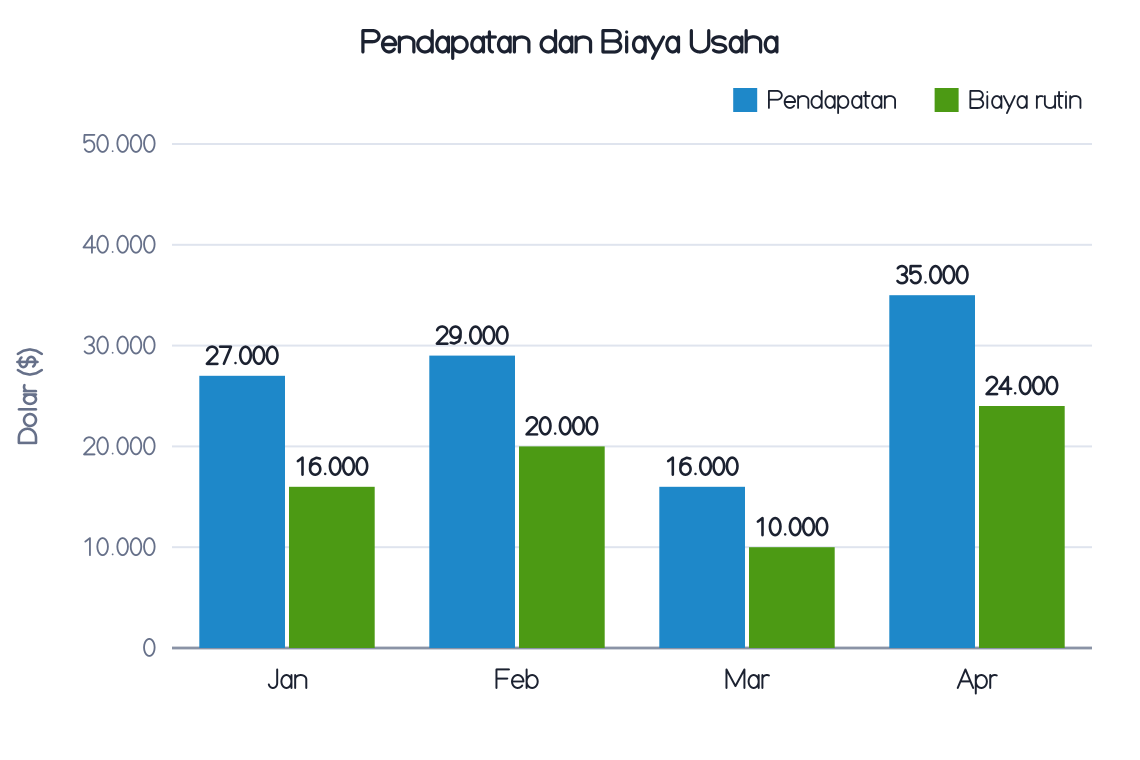 Pendapatan dan Biaya Usaha
Pendapatan
Biaya rutin
50.000
40.000
30.000
20.000
10.000
0
Dolar ($)
27.000
16.000
29.000
20.000
16.000
10.000
35.000
24.000
Jan
Feb
Mar
Apr